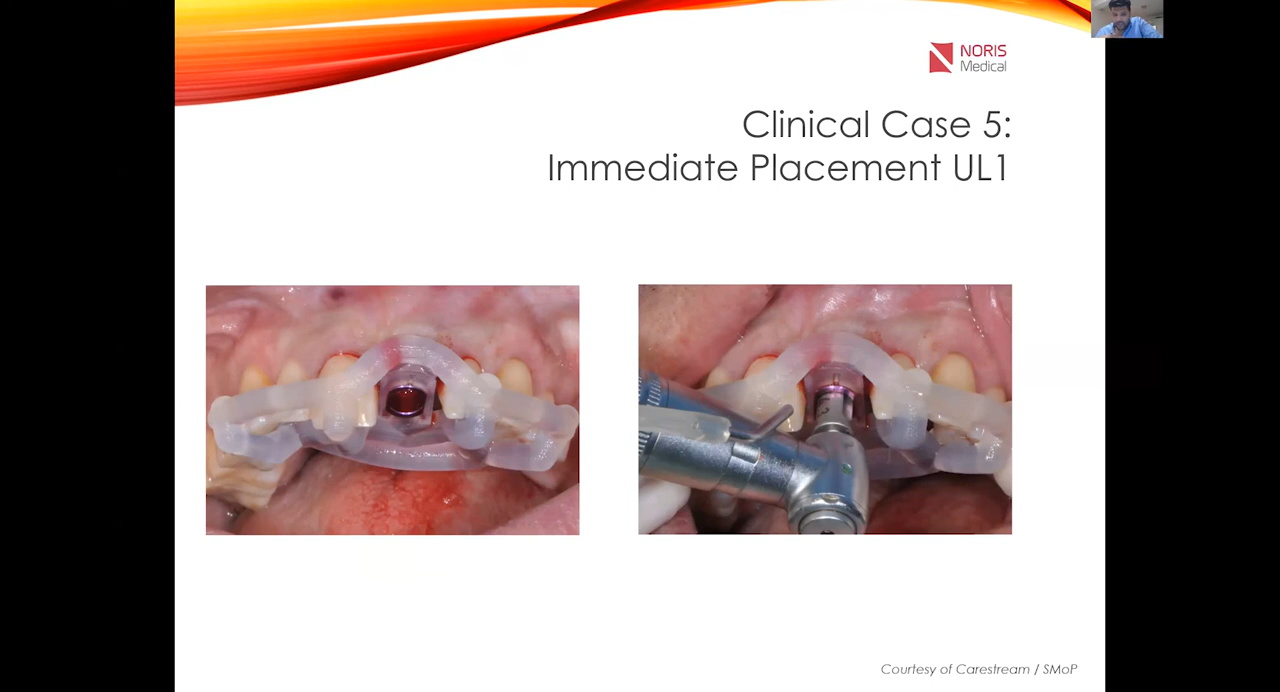 NORIS
Medical
Clinical Case 5:
Immediate Placement UL1
Courtesy of Carestream / SMoP